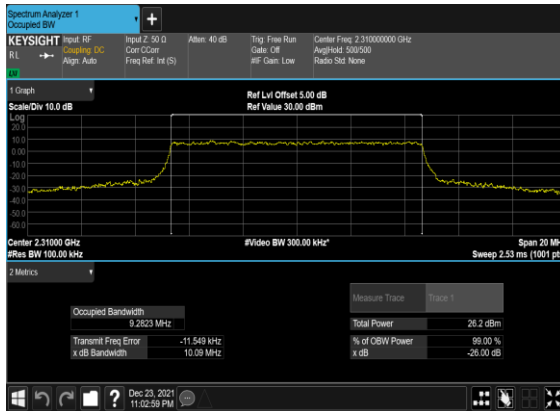 Spectrum Analyzer 1
Occupied BW
KEYSIGHT
RL
Input: RF
Coupling: DC
Align: Auto
Input Z: 50 Ω
Corr CCorr
Freq Ref: Int (S)
Atten: 40 dB
Trig: Free Run
Gate: Off
#IF Gain: Low
Center Freq: 2.310000000 GHz
Avg|Hold: 500/500
Radio Std: None
1 Graph
Scale/Div 10.0 dB
Ref Lvl Offset 5.00 dB
Ref Value 30.00 dBm
Log
20.0
10.0
0.00
-10.0
-20.0
-30.0
-40.0
-50.0
-60.0
Center 2.31000 GHz
#Res BW 100.00 kHz
#Video BW 300.00 kHz*
Span 20 MH
Sweep 2.53 ms (1001 pt
2 Metrics
Measure Trace
Trace 1
Occupied Bandwidth
9.2823 MHz
Total Power
26.2 dBm
Transmit Freq Error
-11.549 kHz
% of OBW Power
99.00 %
x dB Bandwidth
10.09 MHz
x dB
-26.00 dB
?
Dec 23, 2021
11:02:59 PM